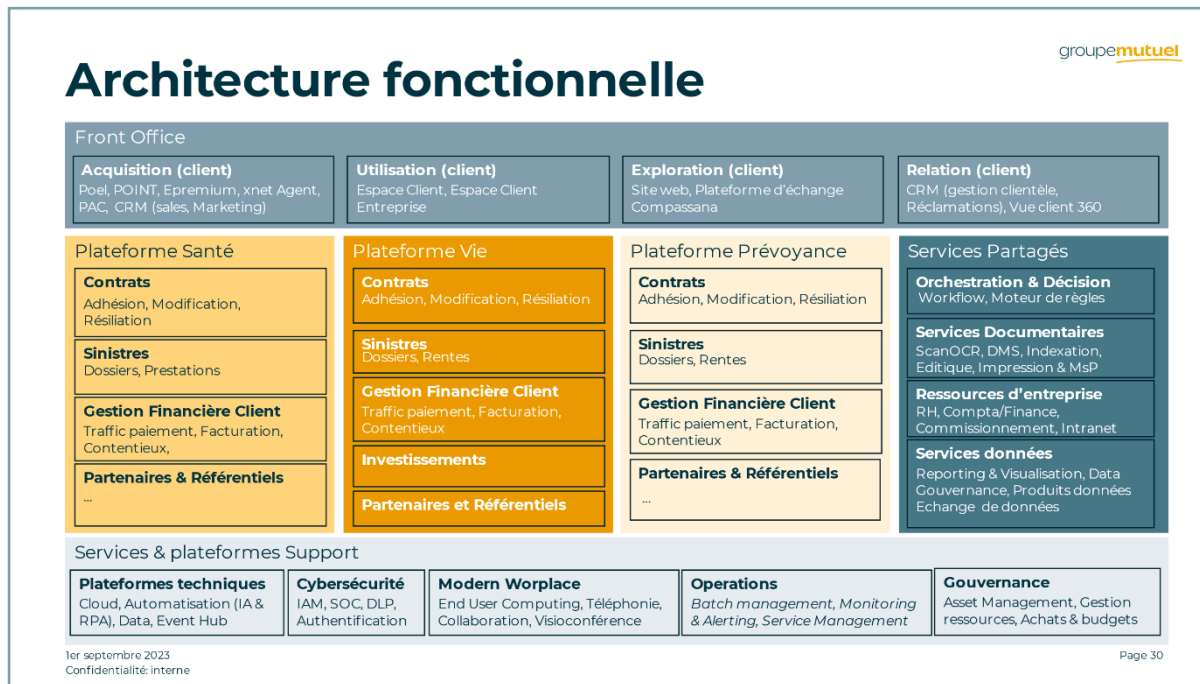 groupemutuel
Architecture fonctionnelle
Front Office
Acquisition (client)
Poel, POINT, Epremium, xnet Agent,
PAC, CRM (sales, Marketing)
Utilisation (client)
Espace Client, Espace Client
Entreprise
Exploration (client)
Site web, Plateforme d'échange
Compassana
Relation (client)
CRM (gestion clientèle,
Réclamations), Vue client 360
Plateforme Santé
Contrats
Adhésion, Modification,
Résiliation
Sinistres
Dossiers, Prestations
Gestion Financière Client
Traffic paiement, Facturation,
Contentieux,
Partenaires & Référentiels
...
Plateforme Vie
Contrats
Adhésion, Modification, Résiliation
Sinistres
Dossiers, Rentes
Gestion Financière Client
Traffic paiement, Facturation,
Contentieux
Investissements
Partenaires et Référentiels
Plateforme Prévoyance
Contrats
Adhésion, Modification, Résiliation
Sinistres
Dossiers, Rentes
Gestion Financière Client
Traffic paiement, Facturation,
Contentieux
Partenaires & Référentiels
...
Services Partagés
Orchestration & Décision
Workflow, Moteur de règles
Services Documentaires
ScanOCR, DMS, Indexation,
Editique, Impression & MsP
Ressources d'entreprise
RH, Compta/Finance,
Commissionnement, Intranet
Services données
Reporting & Visualisation, Data
Gouvernance, Produits données
Echange de données
Services & plateformes Support
Plateformes techniques
Cloud, Automatisation (IA &
RPA), Data, Event Hub
Cybersécurité
IAM, SOC, DLP,
Authentification
Modern Worplace
End User Computing, Téléphonie,
Collaboration, Visioconférence
Operations
Batch management, Monitoring
& Alerting, Service Management
Gouvernance
Asset Management, Gestion
ressources, Achats & budgets
1er septembre 2023
Confidentialité: interne
Page 30